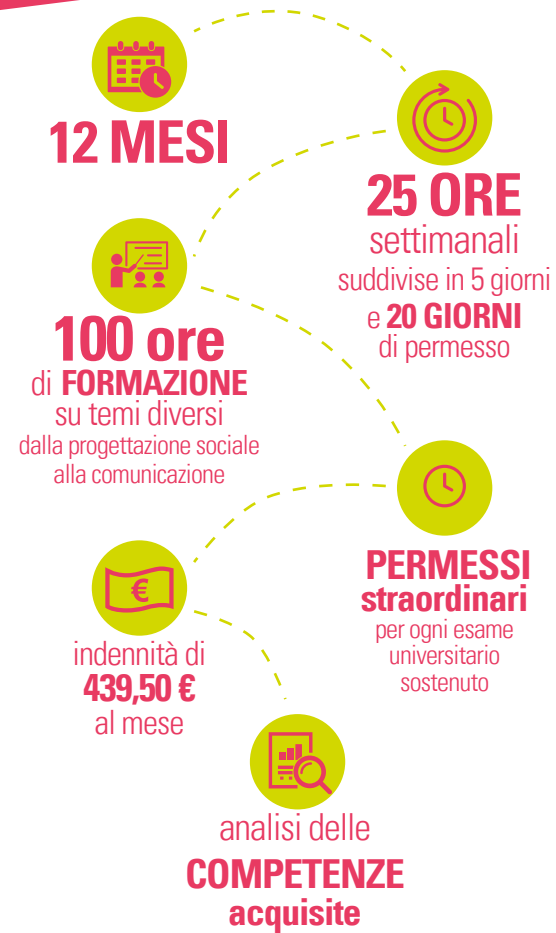 12 MESI
25 ORE
settimanali
suddivise in 5 giorni
e 20 GIORNI
di permesso
100 ore
di FORMAZIONE
su temi diversi
dalla progettazione sociale
alla comunicazione
PERMESSI
straordinari
per ogni esame
universitario
sostenuto
€
indennità di
439,50 €
al mese
analisi delle
COMPETENZE
acquisite